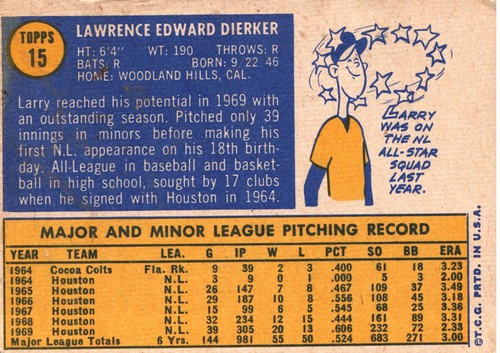 TOPPS
15
LAWRENCE EDWARD DIERKER
HT: 6'4" WT: 190 THROWS: R
BATS: R BORN: 9/22/46
HOME: WOODLAND HILLS, CAL.
Larry reached his potential in 1969 with
an outstanding season. Pitched only 39
innings in minors before making his
first N.L. appearance on his 18th birth-
day. All-League in baseball and basket-
ball in high school, sought by 17 clubs
when he signed with Houston in 1964.
LARRY
WAS ON
THE NL
ALL-STAR
SQUAD
LAST
YEAR.
MAJOR AND MINOR LEAGUE PITCHING RECORD
YEAR TEAM LEA. G IP W L PCT SO BB ERA
1964 Cocoa Colts Fla. Rk. 9 39 2 3 .400 61 18 3.23
1964 Houston N.L. 3 9 0 1 .000 5 3 2.00
1965 Houston N.L. 26 147 7 8 .467 109 37 3.49
1966 Houston N.L. 29 187 10 8 .556 108 45 3.18
1967 Houston N.L. 15 99 6 5 .545 68 25 3.36
1968 Houston N.L. 32 234 12 15 .444 161 89 3.31
1969 Houston N.L. 39 305 20 13 .606 232 72 2.33
Major League Totals 6 Yrs. 144 981 55 50 .524 683 271 3.00
©T.C.G. PRTD. IN U.S.A.